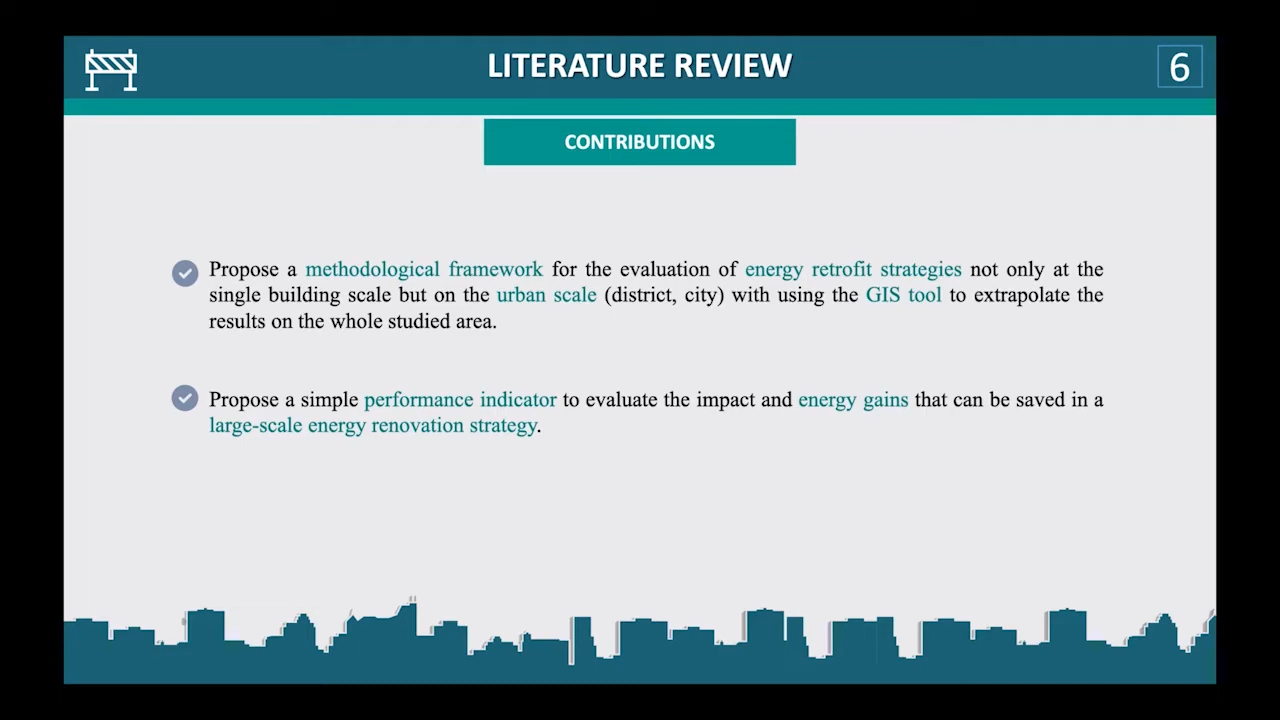 LITERATURE REVIEW
6
CONTRIBUTIONS
Propose a methodological framework for the evaluation of energy retrofit strategies not only at the
single building scale but on the urban scale (district, city) with using the GIS tool to extrapolate the
results on the whole studied area.
Propose a simple performance indicator to evaluate the impact and energy gains that can be saved in a
large-scale energy renovation strategy.